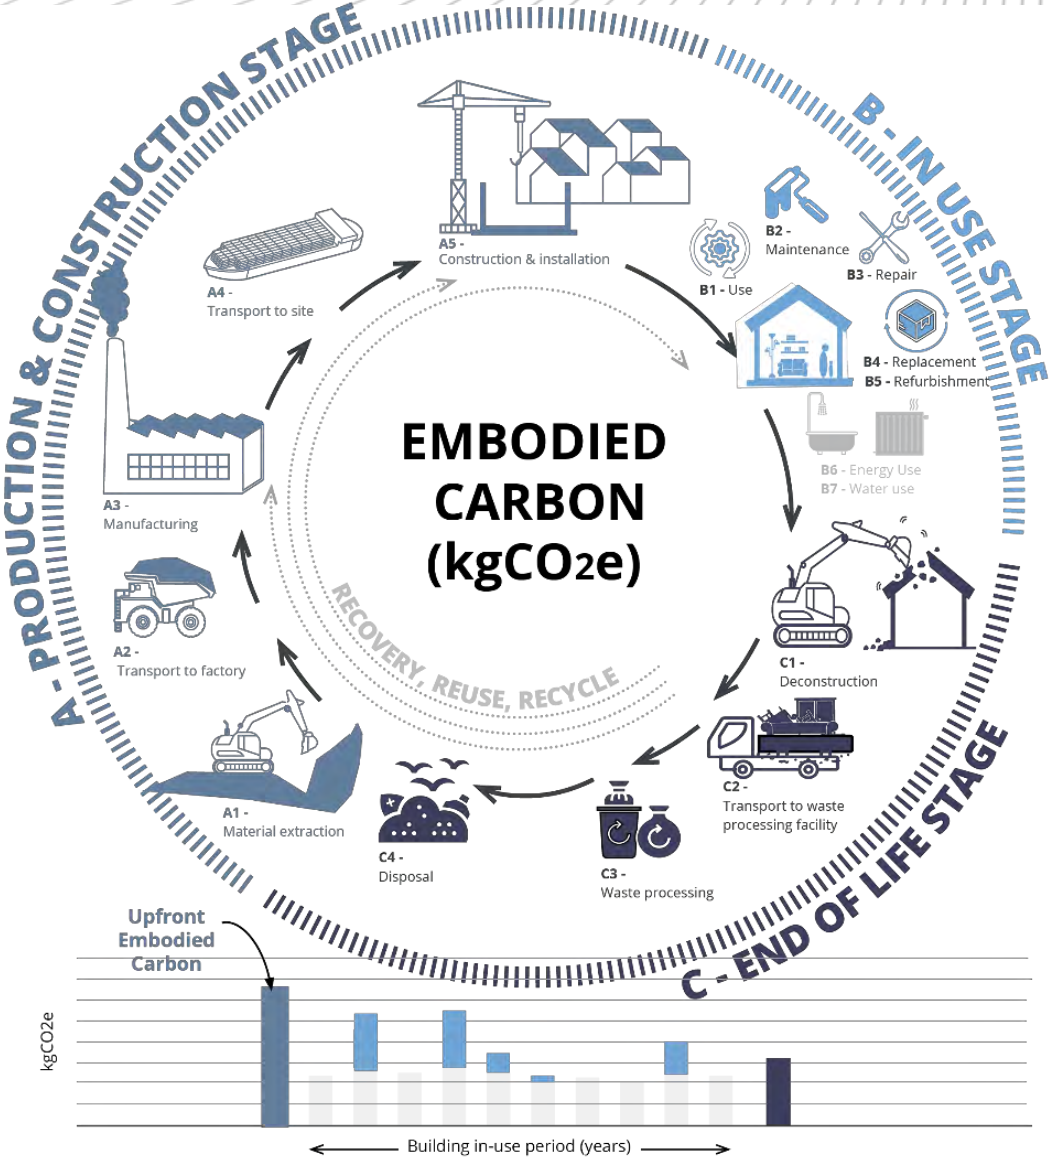 A - PRODUCTION & CONSTRUCTION STAGE
B - IN USE STAGE
A5 -
Construction & installation
B2 -
Maintenance
B3 - Repair
B1 - Use
A4 -
Transport to site
B4 - Replacement
B5 - Refurbishment
EMBODIED
CARBON
(kgCO2e)
B6 - Energy Use
B7 - Water use
A3 -
Manufacturing
RECOVERY, REUSE, RECYCLE
A2 -
Transport to factory
C1 -
Deconstruction
C2 -
Transport to waste
processing facility
A1 -
Material extraction
C4 -
Disposal
C3 -
Waste processing
C - END OF LIFE STAGE
Upfront
Embodied
Carbon
kgCO2e
Building in-use period (years)